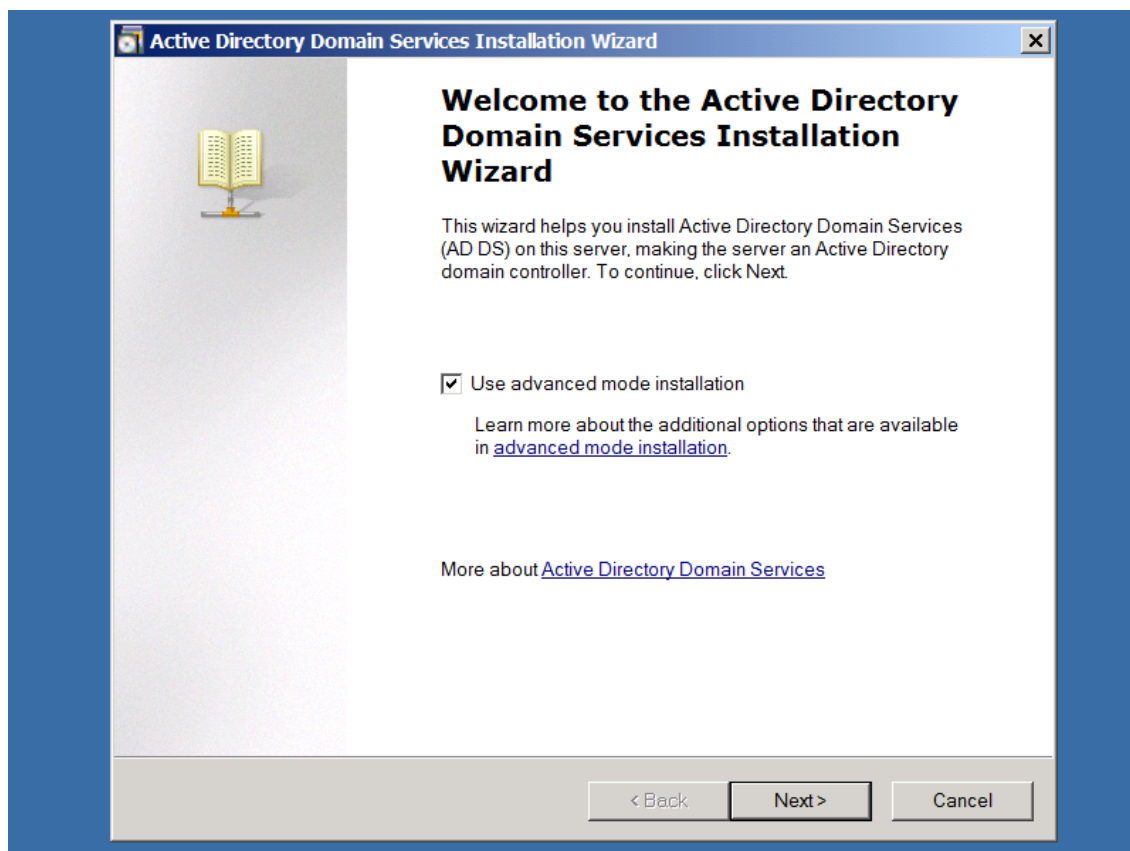 Active Directory Domain Services Installation Wizard
Welcome to the Active Directory
Domain Services Installation
Wizard
This wizard helps you install Active Directory Domain Services
(AD DS) on this server, making the server an Active Directory
domain controller. To continue, click Next.
Use advanced mode installation
Learn more about the additional options that are available
in advanced mode installation.
More about Active Directory Domain Services
< Back
Next >
Cancel